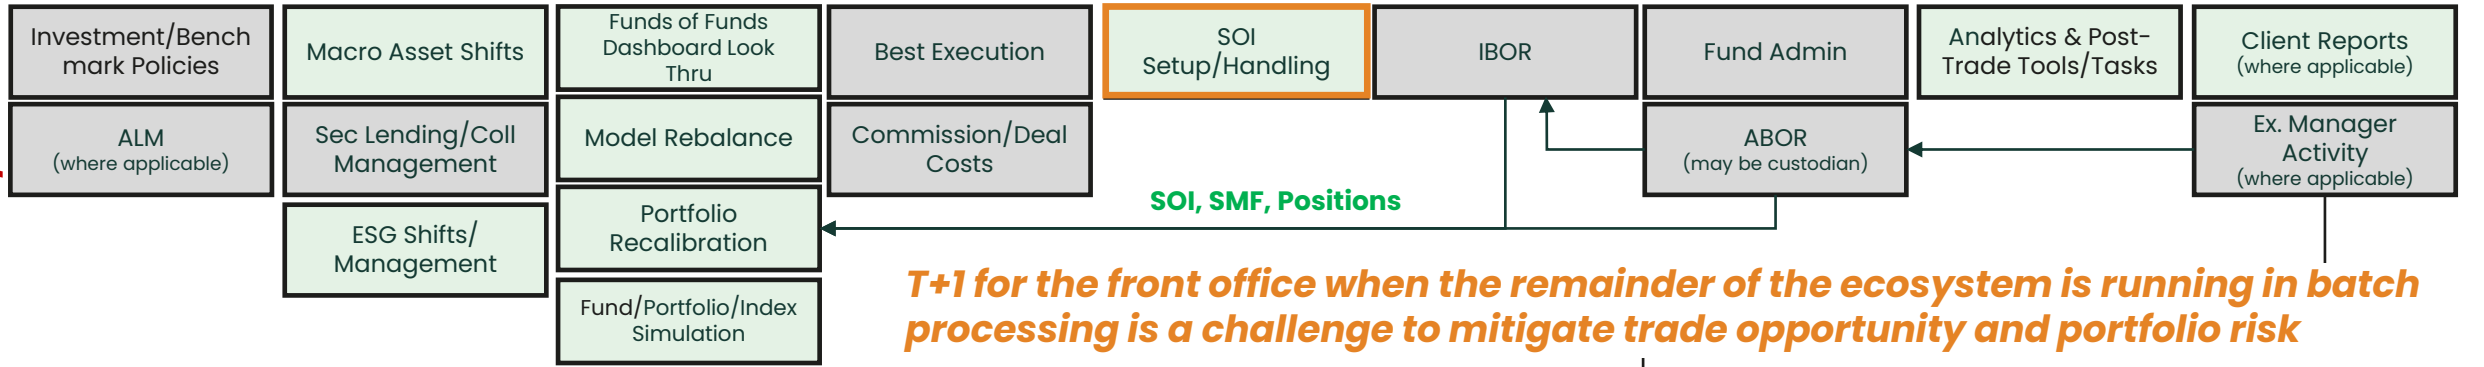 Investment/Bench
mark Policies
Macro Asset Shifts
Funds of Funds
Dashboard Look
Thru
Best Execution
SOI
Setup/Handling
IBOR
Fund Admin
Analytics & Post-
Trade Tools/Tasks
Client Reports
(where applicable)
ALM
(where applicable)
Sec Lending/Coll
Management
Model Rebalance
Commission/Deal
Costs
ABOR
(may be custodian)
Ex. Manager
Activity
(where applicable)
ESG Shifts/
Management
Portfolio
Recalibration
SOI, SMF, Positions
Fund/Portfolio/Index
Simulation
T+1 for the front office when the remainder of the ecosystem is running in batch
processing is a challenge to mitigate trade opportunity and portfolio risk